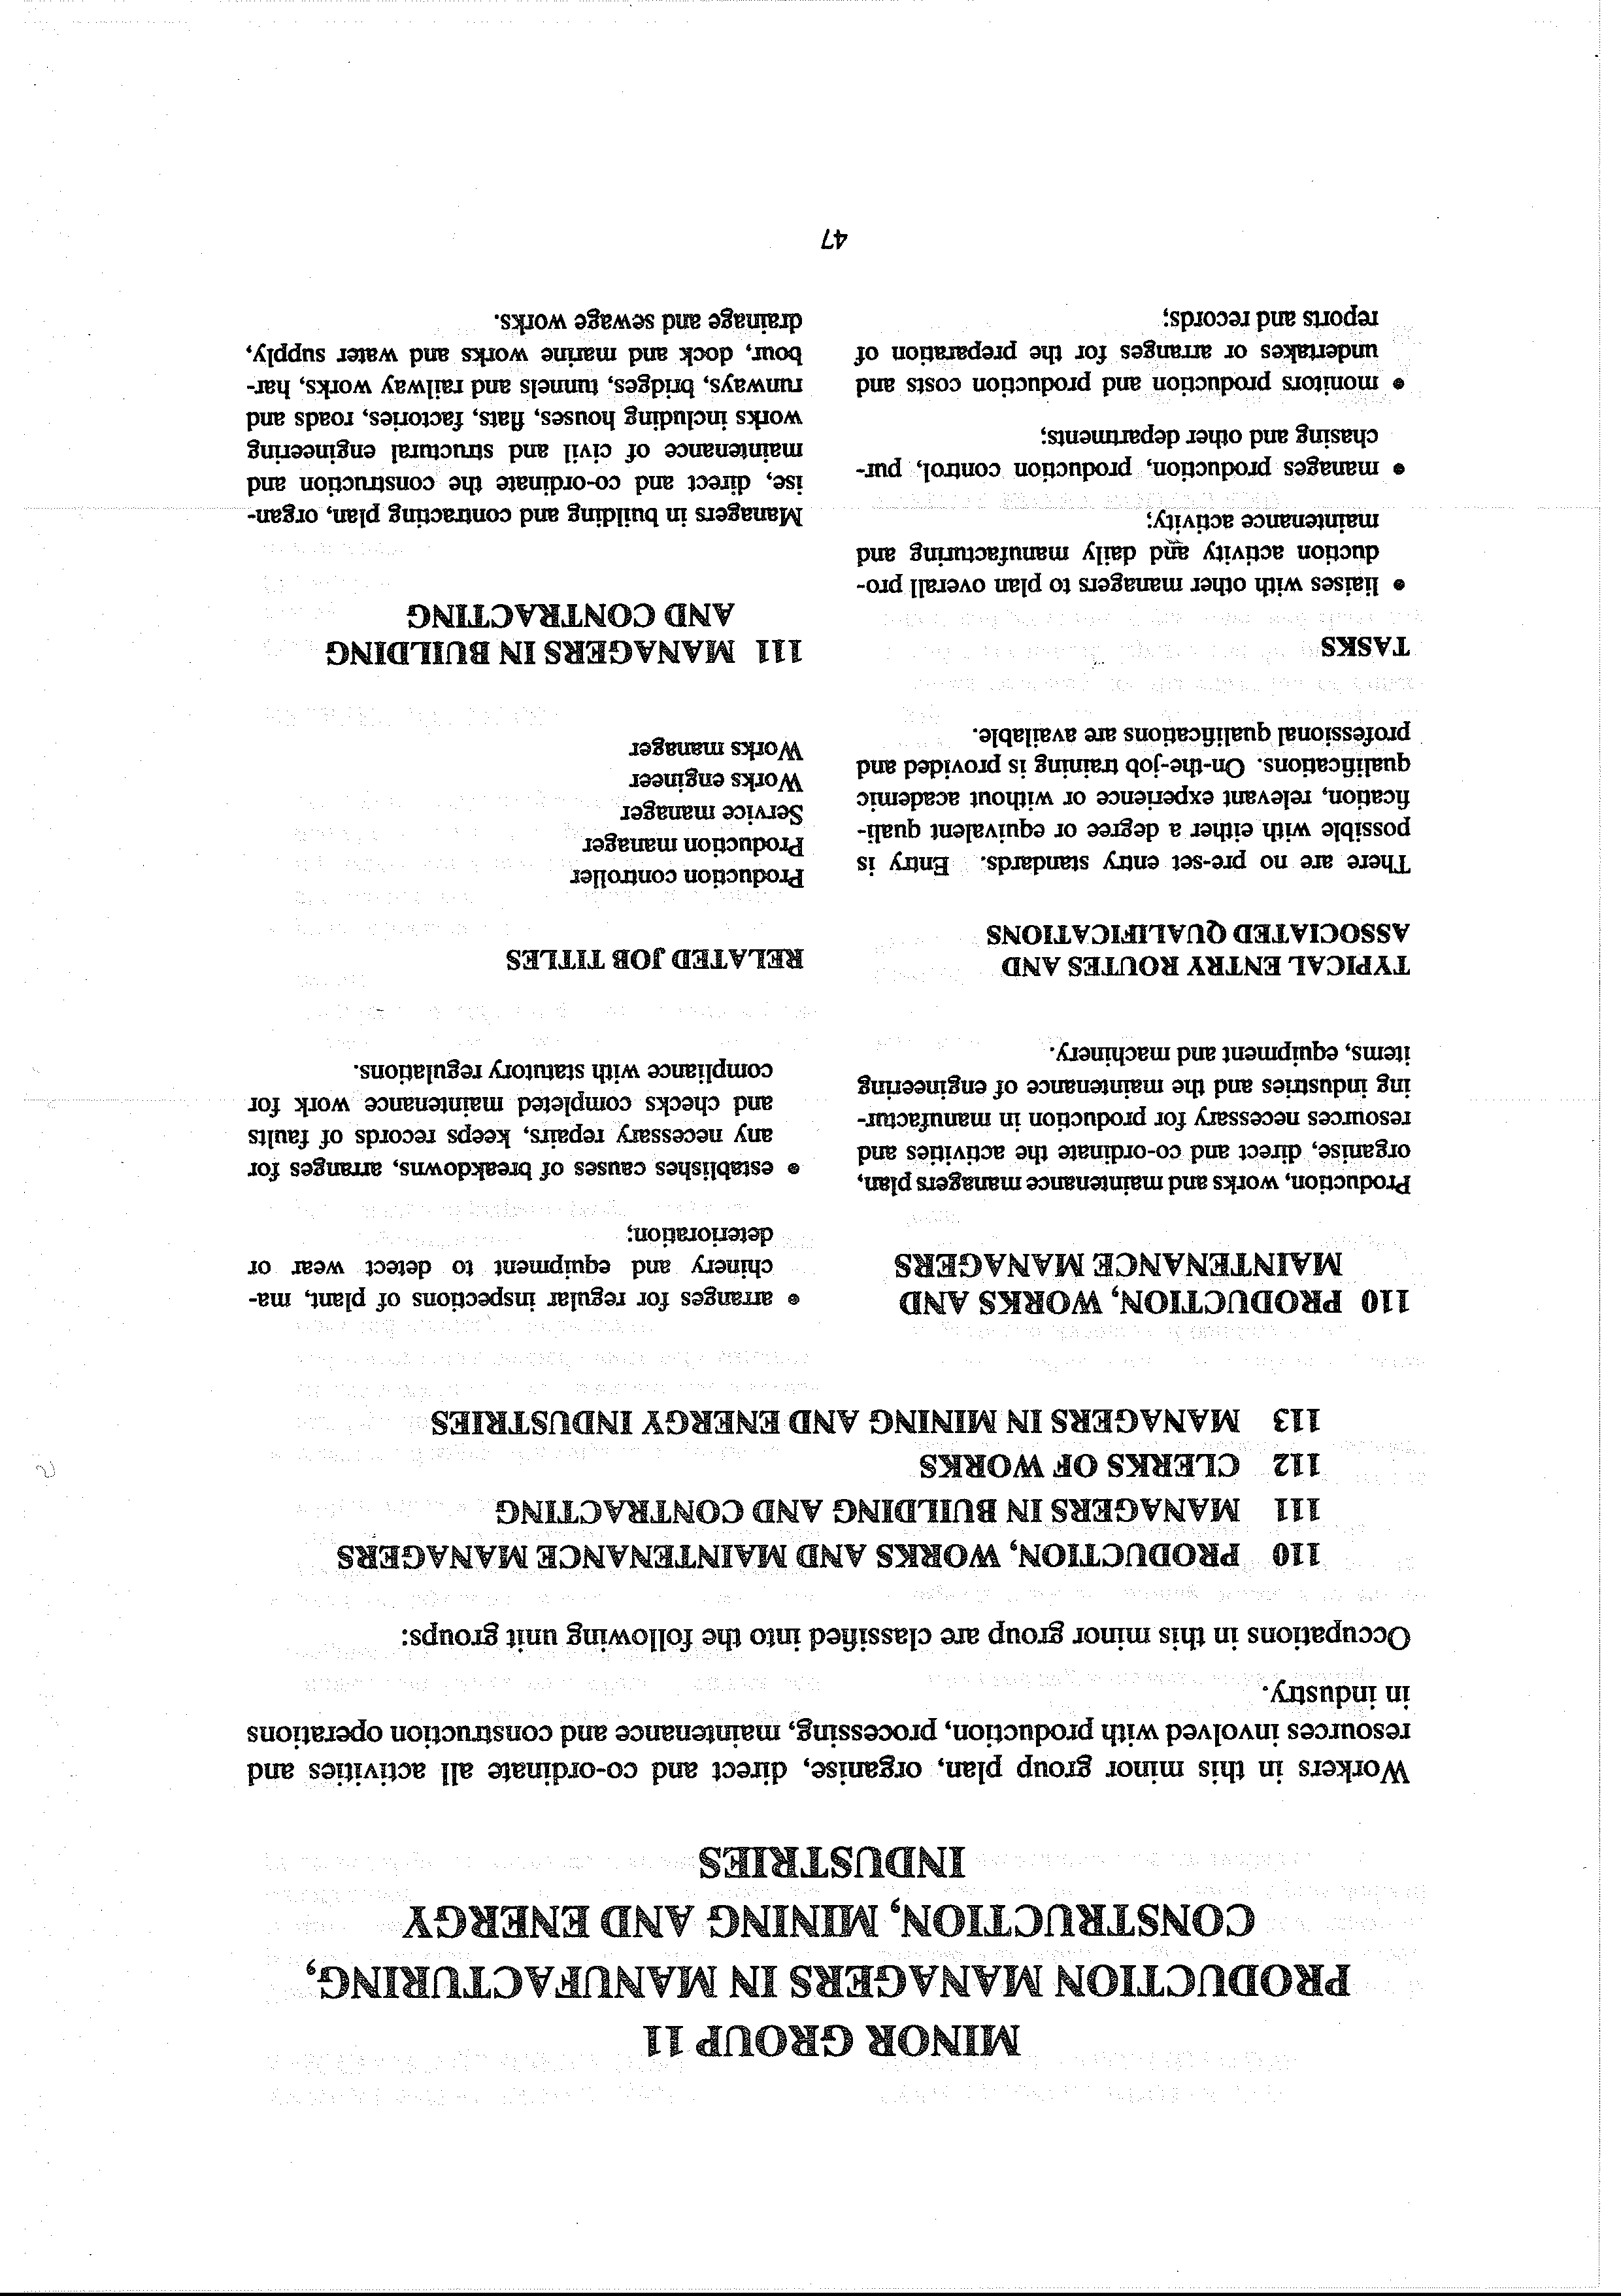 MINOR GROUP 11
PRODUCTION MANAGERS IN MANUFACTURING,
CONSTRUCTION, MINING AND ENERGY
INDUSTRIES
Workers in this minor group plan, organise, direct and co-ordinate all activities and
resources involved with production, processing, maintenance and construction operations
in industry.
Occupations in this minor group are classified into the following unit groups:
110 PRODUCTION, WORKS AND MAINTENANCE MANAGERS
111 MANAGERS IN BUILDING AND CONTRACTING
112 CLERKS OF WORKS
113 MANAGERS IN MINING AND ENERGY INDUSTRIES
110 PRODUCTION, WORKS AND
MAINTENANCE MANAGERS
Production, works and maintenance managers plan,
organise, direct and co-ordinate the activities and
resources necessary for production in manufactur-
ing industries and the maintenance of engineering
items, equipment and machinery.
TYPICAL ENTRY ROUTES AND
ASSOCIATED QUALIFICATIONS
There are no pre-set entry standards. Entry is
possible with either a degree or equivalent quali-
fication, relevant experience or without academic
qualifications. On-the-job training is provided and
professional qualifications are available.
TASKS
• liaises with other managers to plan overall pro-
duction activity and daily manufacturing and
maintenance activity;
• manages production, production control, pur-
chasing and other departments;
• monitors production and production costs and
undertakes or arranges for the preparation of
reports and records;
• arranges for regular inspections of plant, ma-
chinery and equipment to detect wear or
deterioration;
• establishes causes of breakdowns, arranges for
any necessary repairs, keeps records of faults
and checks completed maintenance work for
compliance with statutory regulations.
RELATED JOB TITLES
Production controller
Production manager
Service manager
Works engineer
Works manager
111 MANAGERS IN BUILDING
AND CONTRACTING
Managers in building and contracting plan, organ-
ise, direct and co-ordinate the construction and
maintenance of civil and structural engineering
works including houses, flats, factories, roads and
runways, bridges, tunnels and railway works, har-
bour, dock and marine works and water supply,
drainage and sewage works.
47